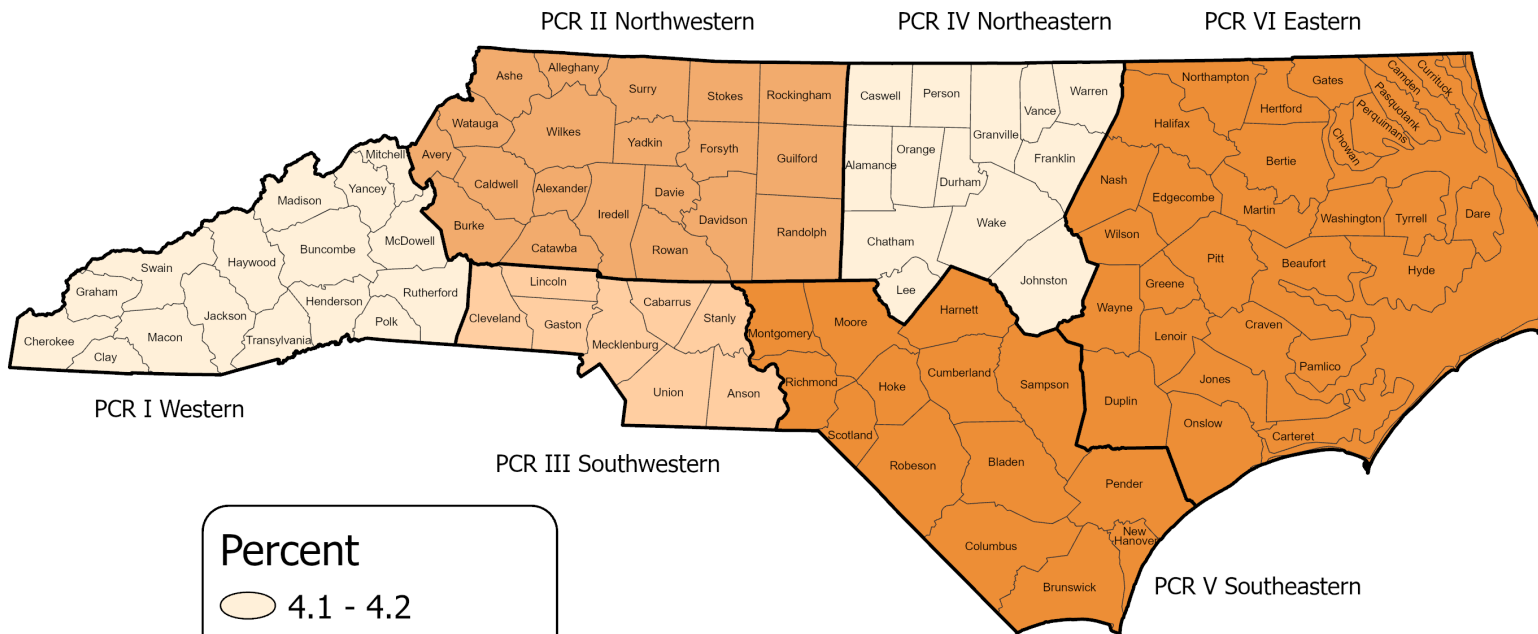 PCR II Northwestern
PCR IV Northeastern
PCR VI Eastern
Ashe
Alleghany
Surry
Stokes
Rockingham
Caswell
Person
Granville
Vance
Warren
Northampton
Gates
Hertford
Camden
Currituck
Pasquotank
Perquimans
Chowan
Watauga
Wilkes
Yadkin
Forsyth
Guilford
Alamance
Orange
Durham
Franklin
Halifax
Bertie
Mitchell
Avery
Caldwell
Alexander
Iredell
Davie
Davidson
Randolph
Nash
Edgecombe
Martin
Washington
Tyrrell
Dare
Madison
Yancey
Burke
Catawba
Rowan
Chatham
Wake
Wilson
Pitt
Beaufort
Hyde
Swain
Haywood
Buncombe
McDowell
Graham
Jackson
Henderson
Rutherford
Lincoln
Cabarrus
Stanly
Lee
Johnston
Greene
Wayne
Cherokee
Clay
Macon
Transylvania
Polk
Cleveland
Gaston
Mecklenburg
Montgomery
Moore
Harnett
Lenoir
Craven
Pamlico
Union
Anson
Richmond
Hoke
Cumberland
Sampson
Duplin
Jones
Onslow
Carteret
PCR I Western
PCR III Southwestern
Scotland
Robeson
Bladen
Pender
Columbus
New
Hanover
Brunswick
PCR V Southeastern
Percent
4.1 - 4.2